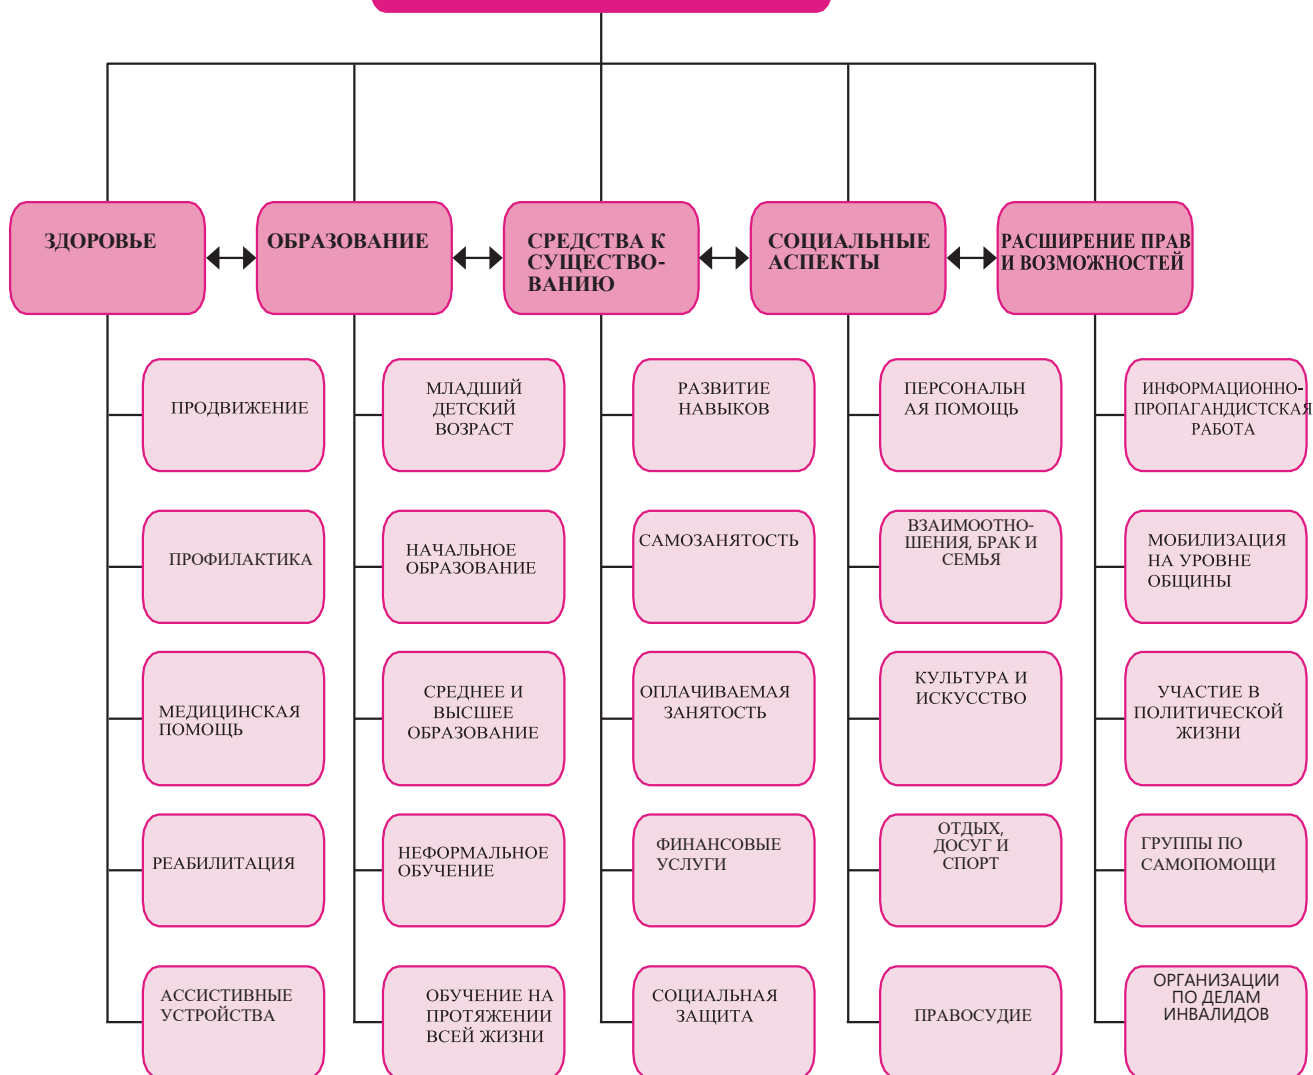 ЗДОРОВЬЕ
ОБРАЗОВАНИЕ
СРЕДСТВА К
СУЩЕСТВО-
ВАНИЮ
СОЦИАЛЬНЫЕ
АСПЕКТЫ
РАСШИРЕНИЕ ПРАВ
И ВОЗМОЖНОСТЕЙ
ПРОДВИЖЕНИЕ
МЛАДШИЙ
ДЕТСКИЙ
ВОЗРАСТ
РАЗВИТИЕ
НАВЫКОВ
ПЕРСОНАЛЬН
АЯ ПОМОЩЬ
ИНФОРМАЦИОННО-
ПРОПАГАНДИСТСКАЯ
РАБОТА
ПРОФИЛАКТИКА
НАЧАЛЬНОЕ
ОБРАЗОВАНИЕ
САМОЗАНЯТОСТЬ
ВЗАИМООТНО-
ШЕНИЯ, БРАК И
СЕМЬЯ
МОБИЛИЗАЦИЯ
НА УРОВНЕ
ОБЩИНЫ
МЕДИЦИНСКАЯ
ПОМОЩЬ
СРЕДНЕЕ И
ВЫСШЕЕ
ОБРАЗОВАНИЕ
ОПЛАЧИВАЕМАЯ
ЗАНЯТОСТЬ
КУЛЬТУРА И
ИСКУССТВО
УЧАСТИЕ В
ПОЛИТИЧЕСКОЙ
ЖИЗНИ
РЕАБИЛИТАЦИЯ
НЕФОРМАЛЬНОЕ
ОБУЧЕНИЕ
ФИНАНСОВЫЕ
УСЛУГИ
ОТДЫХ,
ДОСУГ И
СПОРТ
ГРУППЫ ПО
САМОПОМОЩИ
АССИСТИВНЫЕ
УСТРОЙСТВА
ОБУЧЕНИЕ НА
ПРОТЯЖЕНИИ
ВСЕЙ ЖИЗНИ
СОЦИАЛЬНАЯ
ЗАЩИТА
ПРАВОСУДИЕ
ОРГАНИЗАЦИИ
ПО ДЕЛАМ
ИНВАЛИДОВ